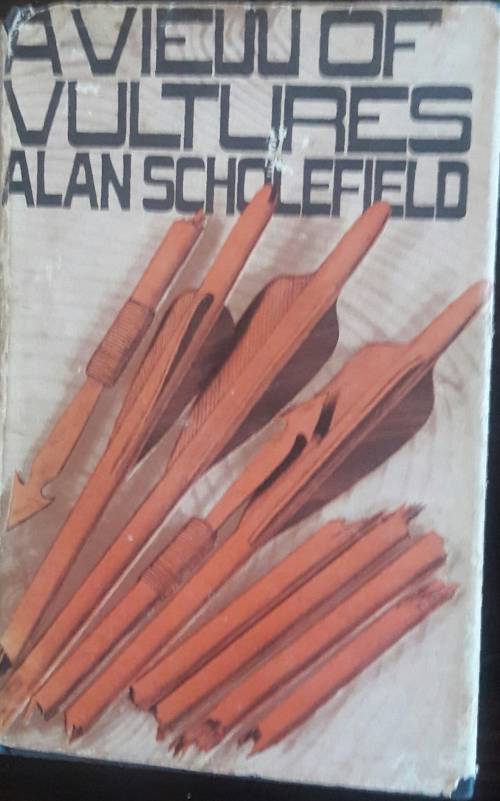 A VIEW OF
VULTURES
ALAN SCHOLEFIELD